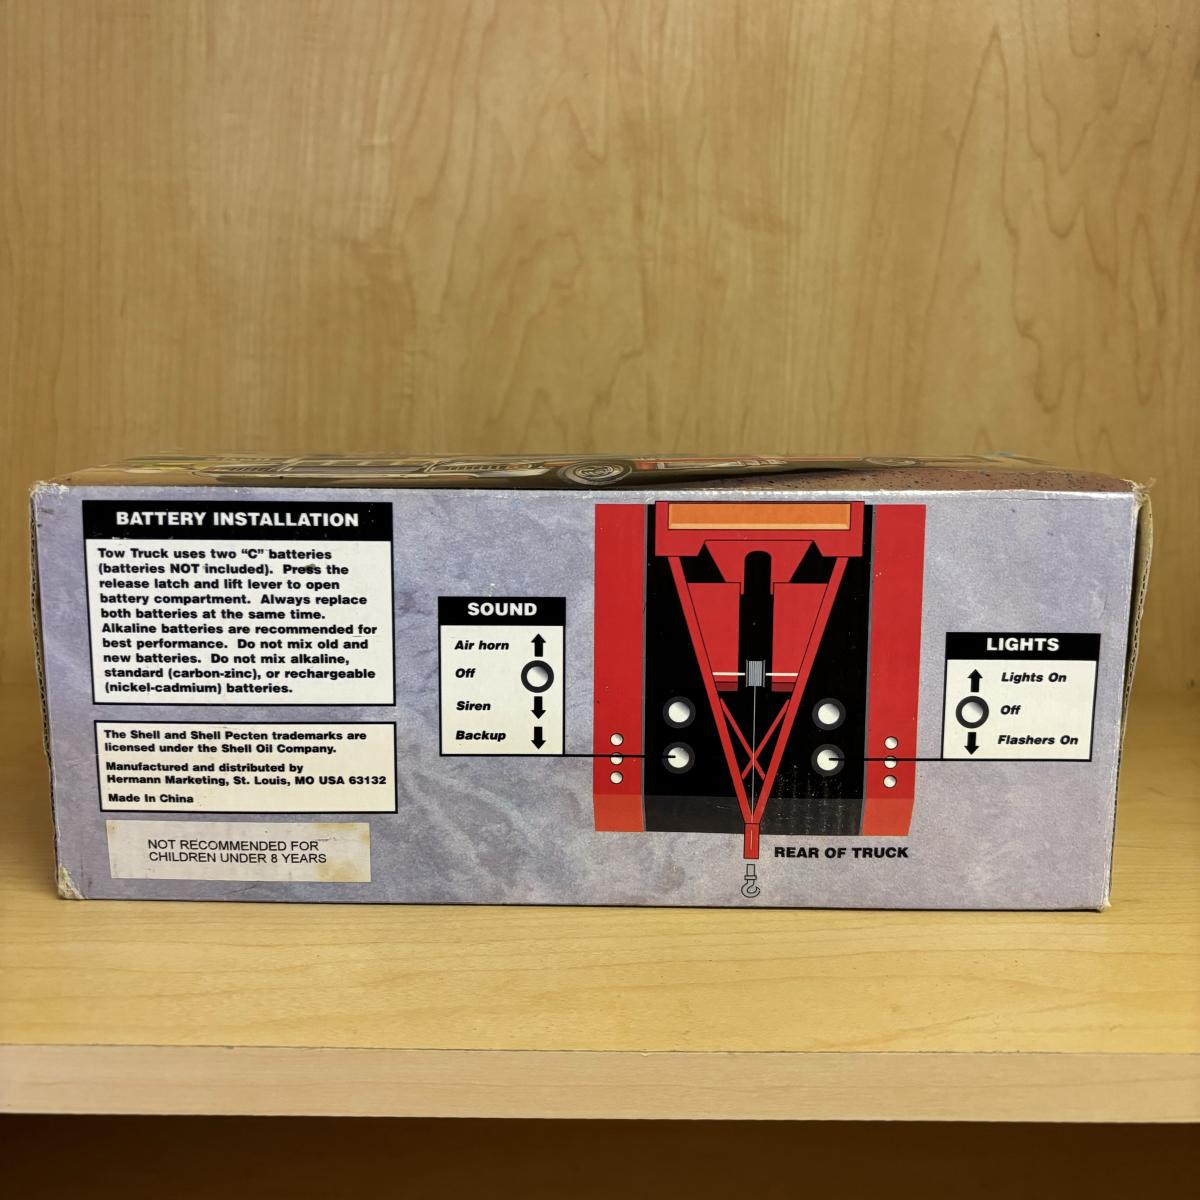 BATTERY INSTALLATION
Tow Truck uses two “C” batteries
(batteries NOT included).  Press the
release latch and lift lever to open
battery compartment.  Always replace
both batteries at the same time.
Alkaline batteries are recommended for
best performance.  Do not mix old and
new batteries.  Do not mix alkaline,
standard (carbon-zinc), or rechargeable
(nickel-cadmium) batteries.
The Shell and Shell Pecten trademarks are
licensed under the Shell Oil Company.
Manufactured and distributed by
Hermann Marketing, St. Louis, MO USA 63132
Made In China
NOT RECOMMENDED FOR
CHILDREN UNDER 8 YEARS
SOUND
Air horn
Off
Siren
Backup
LIGHTS
Lights On
Off
Flashers On
REAR OF TRUCK